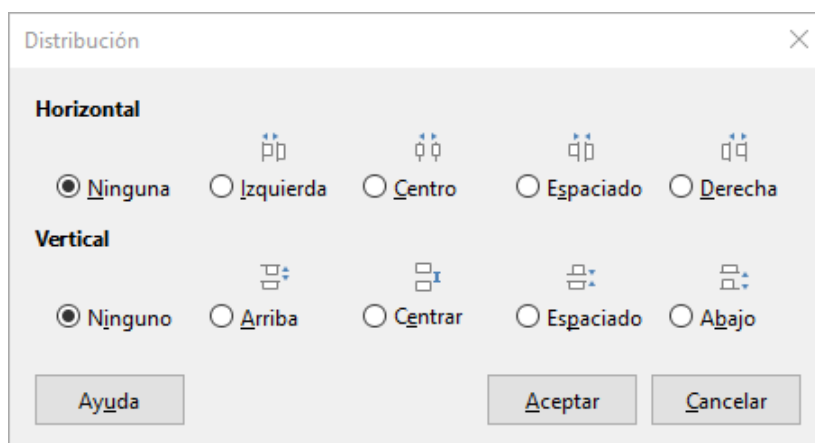 Distribución
Horizontal
Ninguna Izquierda Centro Espaciado Derecha
Vertical
Ninguno Arriba Centrar Espaciado Abajo
Ayuda Aceptar Cancelar